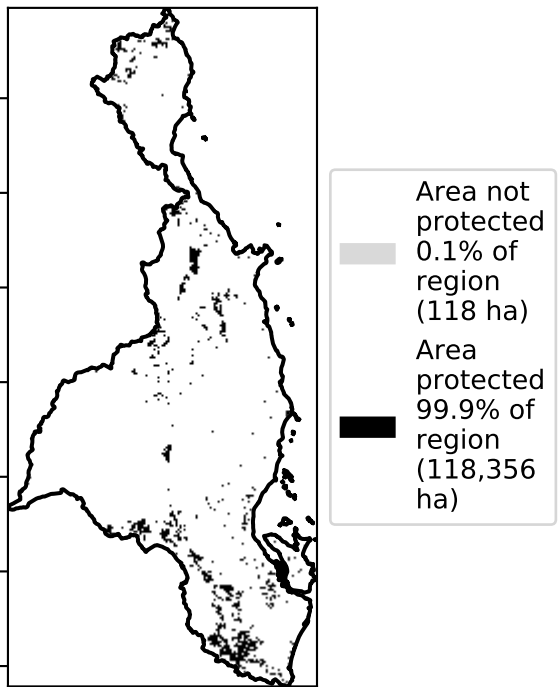 Area not
protected
0.1% of
region
(118 ha)
Area
protected
99.9% of
region
(118,356
ha)